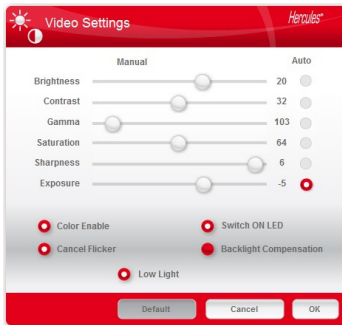 Video Settings
Hercules
Manual Auto
Brightness 20
Contrast 32
Gamma 103
Saturation 64
Sharpness 6
Exposure -5
Color Enable Switch ON LED
Cancel Flicker Backlight Compensation
Low Light
Default Cancel OK